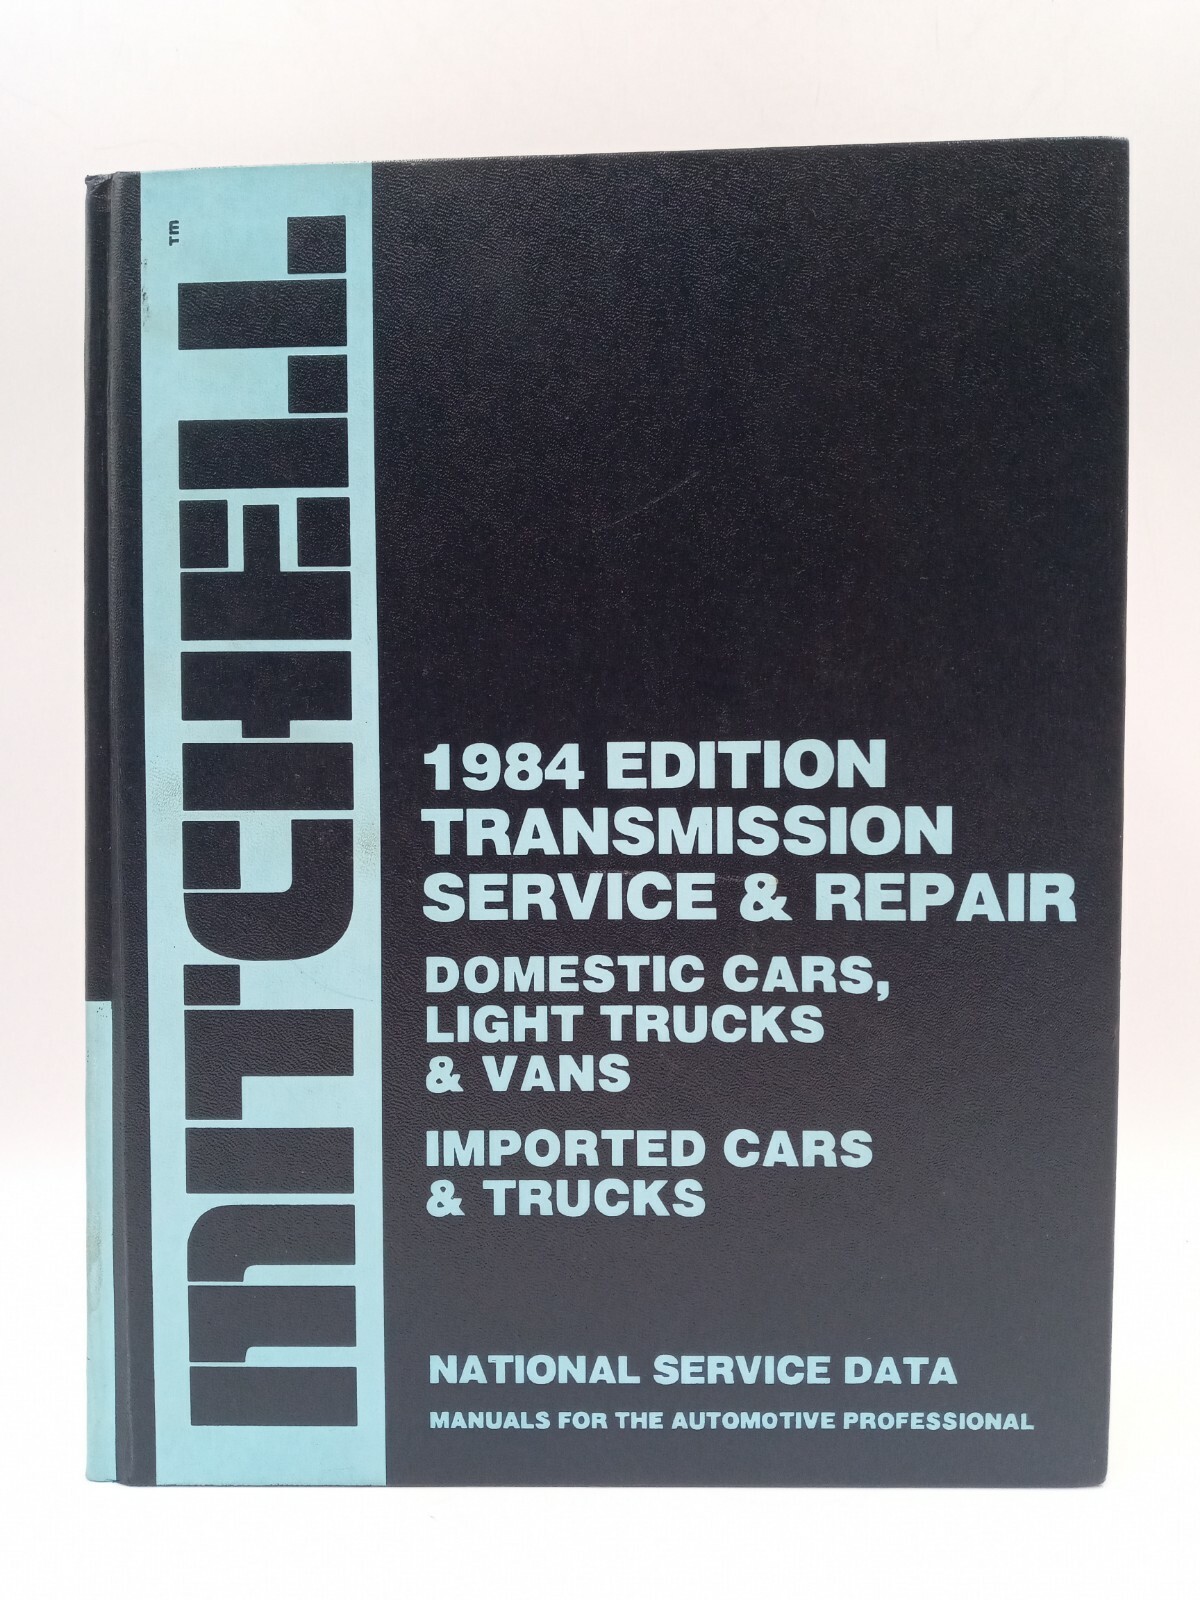 MITCHELL
TM
1984 EDITION
TRANSMISSION
SERVICE & REPAIR
DOMESTIC CARS,
LIGHT TRUCKS
& VANS
IMPORTED CARS
& TRUCKS
NATIONAL SERVICE DATA
MANUALS FOR THE AUTOMOTIVE PROFESSIONAL